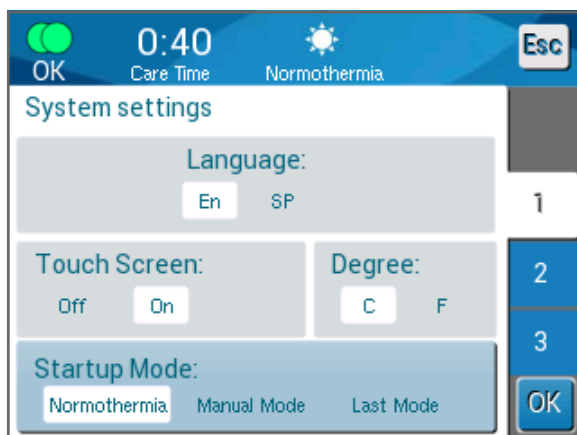 0:40
Esc
OK Care Time Normothermia
System settings
Language:
En SP
1
Touch Screen: Degree:
2
Off On C F
3
Startup Mode:
Normothermia Manual Mode Last Mode
OK